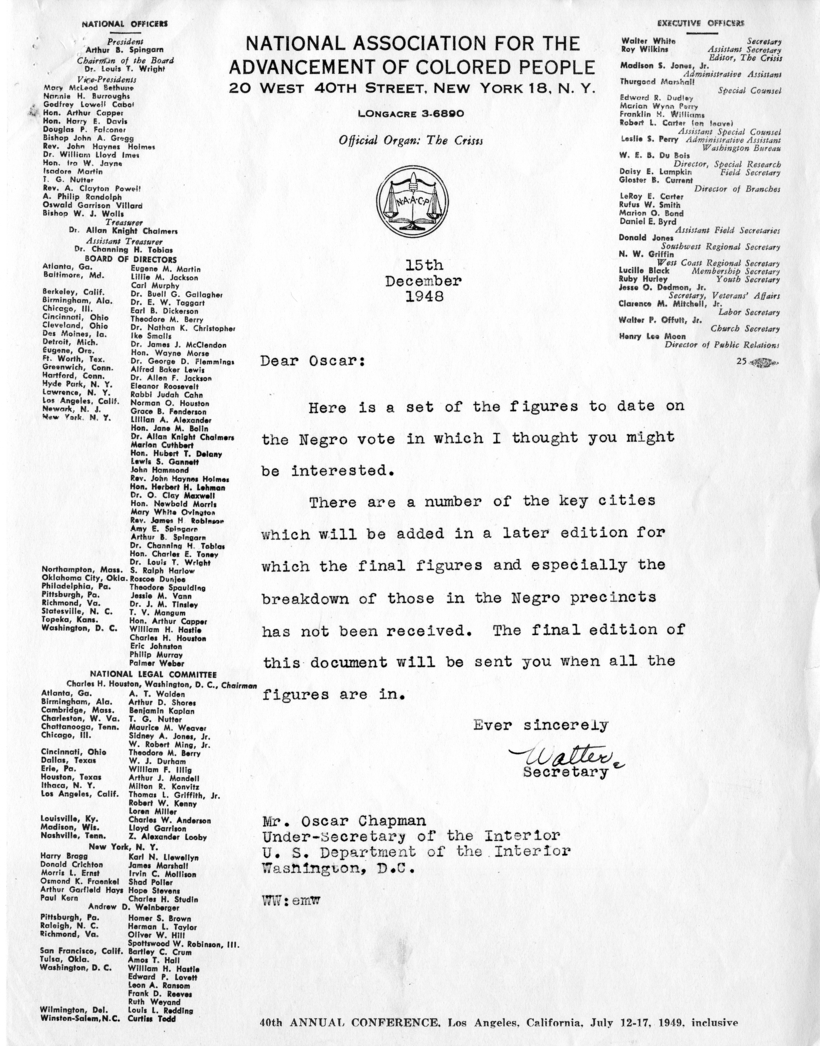 NATIONAL OFFICERS
President
Arthur B. Spingarn
Chairman of the Board
Dr. Louis T. Wright
Vice-Presidents
Mary McLeod Bethune
Nannie H. Burroughs
Godfrey Lowell Cabot
Hon. Arthur Capper
Hon. Harry E. Davis
Douglas P. Falconer
Bishop John A. Gregg
Rev. John Haynes Holmes
Dr. William Lloyd Imes
Hon. Ira W. Jayne
Isadore Martin
T. G. Nutter
Rev. A. Clayton Powell
A. Philip Randolph
Oswald Garrison Villard
Bishop W. J. Walls
Treasurer
Dr. Allan Knight Chalmers
Assistant Treasurer
Dr. Channing H. Tobias
BOARD OF DIRECTORS
Atlanta, Ga. Eugene M. Martin
Baltimore, Md. Lillie M. Jackson
Carl Murphy
Berkeley, Calif. Dr. Buell G. Gallagher
Birmingham, Ala. Dr. E. W. Taggart
Chicago, Ill. Earl B. Dickerson
Cincinnati, Ohio Theodore M. Berry
Cleveland, Ohio Dr. Nathan K. Christopher
Des Moines, Ia. Ike Smalls
Detroit, Mich. Dr. James J. McClendon
Eugene, Ore. Hon. Wayne Morse
Ft. Worth, Tex. Dr. George D. Flemmings
Greenwich, Conn. Alfred Baker Lewis
Hartford, Conn. Dr. Allen F. Jackson
Hyde Park, N. Y. Eleanor Roosevelt
Lawrence, N. Y. Rabbi Judah Cahn
Los Angeles, Calif. Norman O. Houston
Newark, N. J. Grace B. Fenderson
New York, N. Y. Lillian A. Alexander
Hon. Jane M. Bolin
Dr. Allan Knight Chalmers
Marion Cuthbert
Hon. Hubert T. Delany
Lewis S. Gannett
John Hammond
Rev. John Haynes Holmes
Hon. Herbert H. Lehman
Dr. O. Clay Maxwell
Hon. Newbold Morris
Mary White Ovington
Rev. James H. Robinson
Amy E. Spingarn
Arthur B. Spingarn
Dr. Channing H. Tobias
Hon. Charles E. Toney
Dr. Louis T. Wright
Northampton, Mass. S. Ralph Harlow
Oklahoma City, Okla. Roscoe Dunjee
Philadelphia, Pa. Theodore Spaulding
Pittsburgh, Pa. Jessie M. Vann
Richmond, Va. Dr. J. M. Tinsley
Statesville, N. C. T. V. Mangum
Topeka, Kans. Hon. Arthur Capper
Washington, D. C. William H. Hastie
Charles H. Houston
Eric Johnston
Philip Murray
Palmer Weber
NATIONAL LEGAL COMMITTEE
Charles H. Houston, Washington, D. C., Chairman
Atlanta, Ga. A. T. Walden
Birmingham, Ala. Arthur D. Shores
Cambridge, Mass. Benjamin Kaplan
Charleston, W. Va. T. G. Nutter
Chattanooga, Tenn. Maurice M. Weaver
Chicago, Ill. Sidney A. Jones, Jr.
W. Robert Ming, Jr.
Cincinnati, Ohio Theodore M. Berry
Dallas, Texas W. J. Durham
Erie, Pa. William F. Illig
Houston, Texas Arthur J. Mandell
Ithaca, N. Y. Milton R. Konvitz
Los Angeles, Calif. Thomas L. Griffith, Jr.
Robert W. Kenny
Loren Miller
Louisville, Ky. Charles W. Anderson
Madison, Wis. Lloyd Garrison
Nashville, Tenn. Z. Alexander Looby
New York, N. Y.
Harry Bragg Karl N. Llewellyn
Donald Crichton James Marshall
Morris L. Ernst Irvin C. Mollison
Osmond K. Fraenkel Shad Polier
Arthur Garfield Hays Hope Stevens
Paul Kern Charles H. Studin
Andrew D. Weinberger
Pittsburgh, Pa. Homer S. Brown
Raleigh, N. C. Herman L. Taylor
Richmond, Va. Oliver W. Hill
Spottswood W. Robinson, III.
San Francisco, Calif. Bartley C. Crum
Tulsa, Okla. Amos T. Hall
Washington, D. C. William H. Hastie
Edward P. Lovett
Leon A. Ransom
Frank D. Reeves
Ruth Weyand
Wilmington, Del. Louis L. Redding
Winston-Salem, N.C. Curtiss Todd
NATIONAL ASSOCIATION FOR THE
ADVANCEMENT OF COLORED PEOPLE
20 WEST 40TH STREET, NEW YORK 18, N. Y.
LONGACRE 3-6890
Official Organ: The Crisis
N·A·A·C·P
EXECUTIVE OFFICERS
Walter White Secretary
Roy Wilkins Assistant Secretary
Editor, The Crisis
Madison S. Jones, Jr.
Administrative Assistant
Thurgood Marshall
Special Counsel
Edward R. Dudley
Marian Wynn Perry
Franklin H. Williams
Robert L. Carter (on leave)
Assistant Special Counsel
Leslie S. Perry Administrative Assistant
Washington Bureau
W. E. B. Du Bois
Director, Special Research
Daisy E. Lampkin Field Secretary
Gloster B. Current
Director of Branches
LeRoy E. Carter
Rufus W. Smith
Marion O. Bond
Daniel E. Byrd
Assistant Field Secretaries
Donald Jones
Southwest Regional Secretary
N. W. Griffin
West Coast Regional Secretary
Lucille Black Membership Secretary
Ruby Hurley Youth Secretary
Jesse O. Dedmon, Jr.
Secretary, Veterans' Affairs
Clarence M. Mitchell, Jr.
Labor Secretary
Walter P. Offutt, Jr.
Church Secretary
Henry Lee Moon
Director of Public Relations
25
15th
December
1948
Dear Oscar:
Here is a set of the figures to date on
the Negro vote in which I thought you might
be interested.
There are a number of the key cities
which will be added in a later edition for
which the final figures and especially the
breakdown of those in the Negro precincts
has not been received. The final edition of
this document will be sent you when all the
figures are in.
Ever sincerely
Walter
Secretary
Mr. Oscar Chapman
Under-Secretary of the Interior
U. S. Department of the Interior
Washington, D.C.
WW:emw
40th ANNUAL CONFERENCE, Los Angeles, California, July 12-17, 1949, inclusive